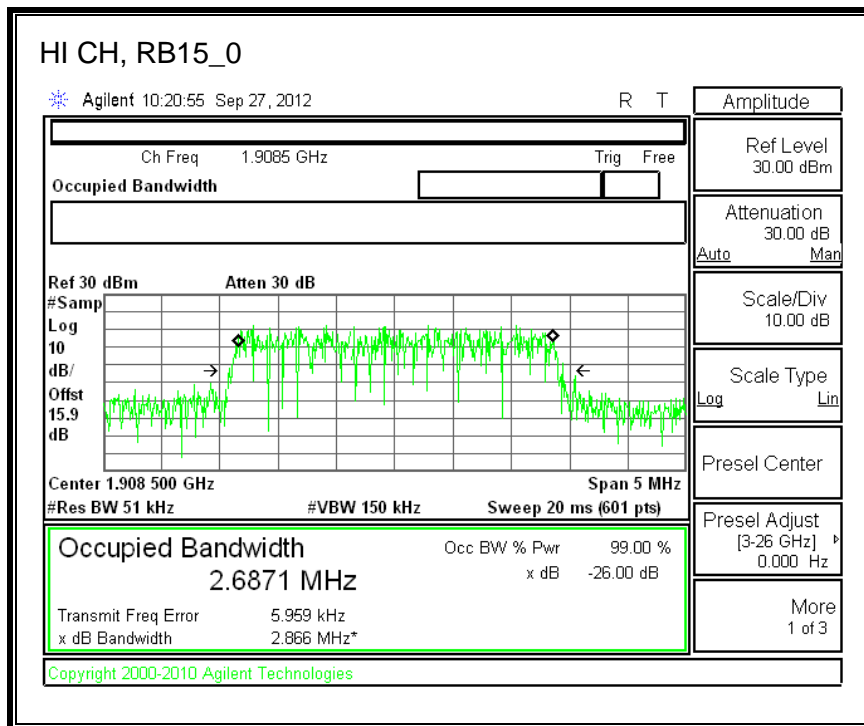 HI CH, RB15_0
Agilent 10:20:55 Sep 27, 2012 R T
Ch Freq 1.9085 GHz Trig Free
Occupied Bandwidth
Ref 30 dBm Atten 30 dB
#Samp
Log
10
dB/
Offst
15.9
dB
Center 1.908 500 GHz Span 5 MHz
#Res BW 51 kHz #VBW 150 kHz Sweep 20 ms (601 pts)
Occupied Bandwidth Occ BW % Pwr 99.00 %
2.6871 MHz x dB -26.00 dB
Transmit Freq Error 5.959 kHz
x dB Bandwidth 2.866 MHz*
Copyright 2000-2010 Agilent Technologies
Amplitude
Ref Level
30.00 dBm
Attenuation
30.00 dB
Auto Man
Scale/Div
10.00 dB
Scale Type
Log Lin
Presel Center
Presel Adjust
[3-26 GHz]
0.000 Hz
More
1 of 3